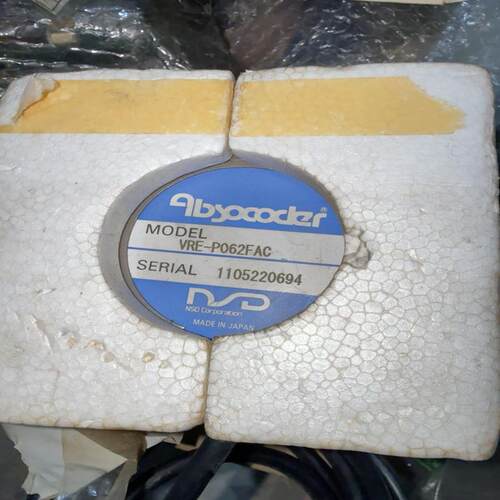 Absocoder®
MODEL
VRE-P062FAC
SERIAL 1105220694
NSD
NSD Corporation
MADE IN JAPAN